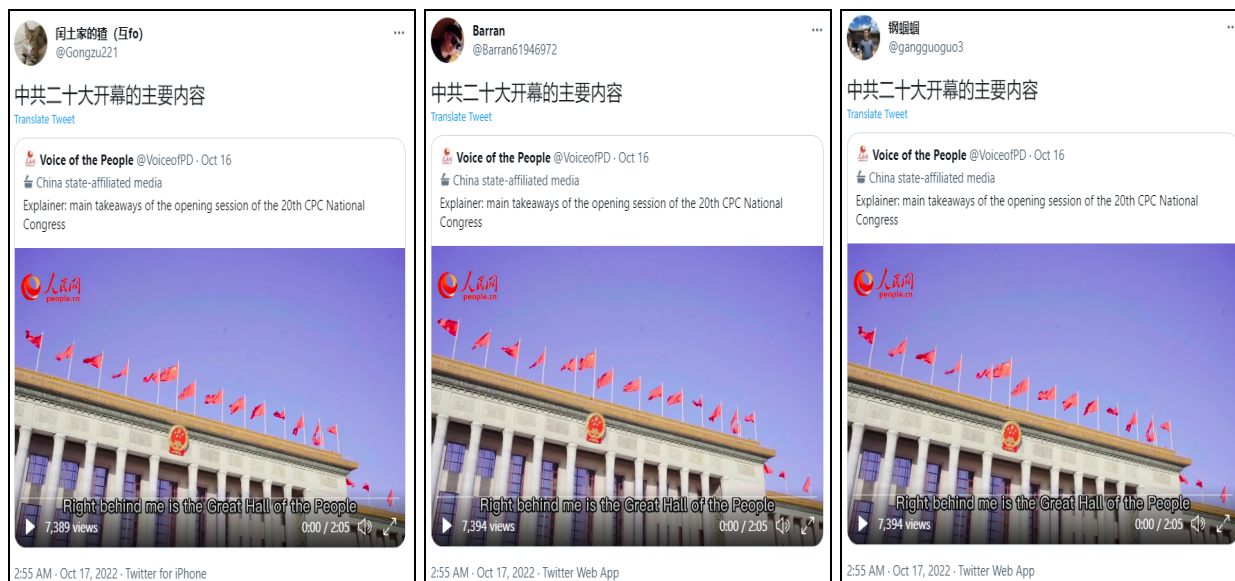 闰土家的猹（互fo）
@Gongzu221
中共二十大开幕的主要内容
Translate Tweet
Voice of the People @VoiceofPD · Oct 16
China state-affiliated media
Explainer: main takeaways of the opening session of the 20th CPC National
Congress
人民网
people.cn
Right behind me is the Great Hall of the People
7,389 views
0:00 / 2:05
2:55 AM · Oct 17, 2022 · Twitter for iPhone
Barran
@Barran61946972
中共二十大开幕的主要内容
Translate Tweet
Voice of the People @VoiceofPD · Oct 16
China state-affiliated media
Explainer: main takeaways of the opening session of the 20th CPC National
Congress
人民网
people.cn
Right behind me is the Great Hall of the People
7,394 views
0:00 / 2:05
2:55 AM · Oct 17, 2022 · Twitter Web App
钢蝈蝈
@gangguoguo3
中共二十大开幕的主要内容
Translate Tweet
Voice of the People @VoiceofPD · Oct 16
China state-affiliated media
Explainer: main takeaways of the opening session of the 20th CPC National
Congress
人民网
people.cn
Right behind me is the Great Hall of the People
7,394 views
0:00 / 2:05
2:55 AM · Oct 17, 2022 · Twitter Web App